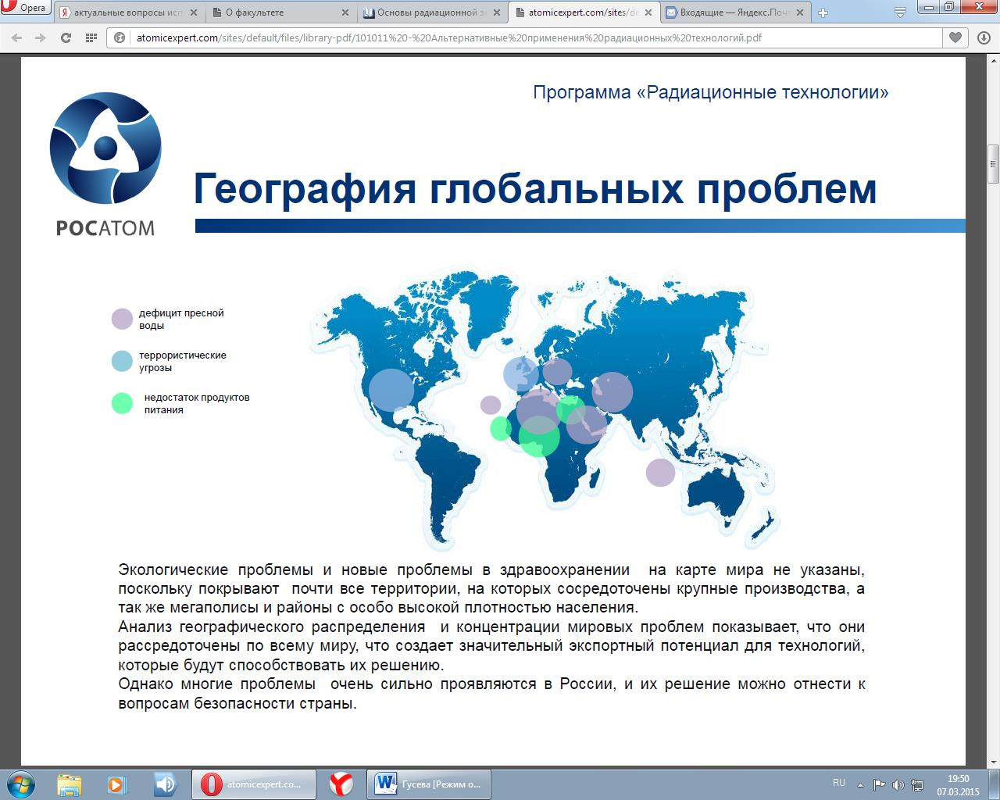 Opera
актуальные вопросы исп
О факультете
Основы радиационной э
atomicexpert.com/sites/de
Входящие — Яндекс.Почт
atomicexpert.com/sites/default/files/library-pdf/101011%20-%20Альтернативные%20применения%20радиационных%20технологий.pdf
Программа «Радиационные технологии»
География глобальных проблем
РОСАТОМ
дефицит пресной
воды
террористические
угрозы
недостаток продуктов
питания
Экологические проблемы и новые проблемы в здравоохранении на карте мира не указаны,
поскольку покрывают почти все территории, на которых сосредоточены крупные производства, а
так же мегаполисы и районы с особо высокой плотностью населения.
Анализ географического распределения и концентрации мировых проблем показывает, что они
рассредоточены по всему миру, что создает значительный экспортный потенциал для технологий,
которые будут способствовать их решению.
Однако многие проблемы очень сильно проявляются в России, и их решение можно отнести к
вопросам безопасности страны.
atomicexpert.co...
Гусева [Режим о...
RU
19:50
07.03.2015